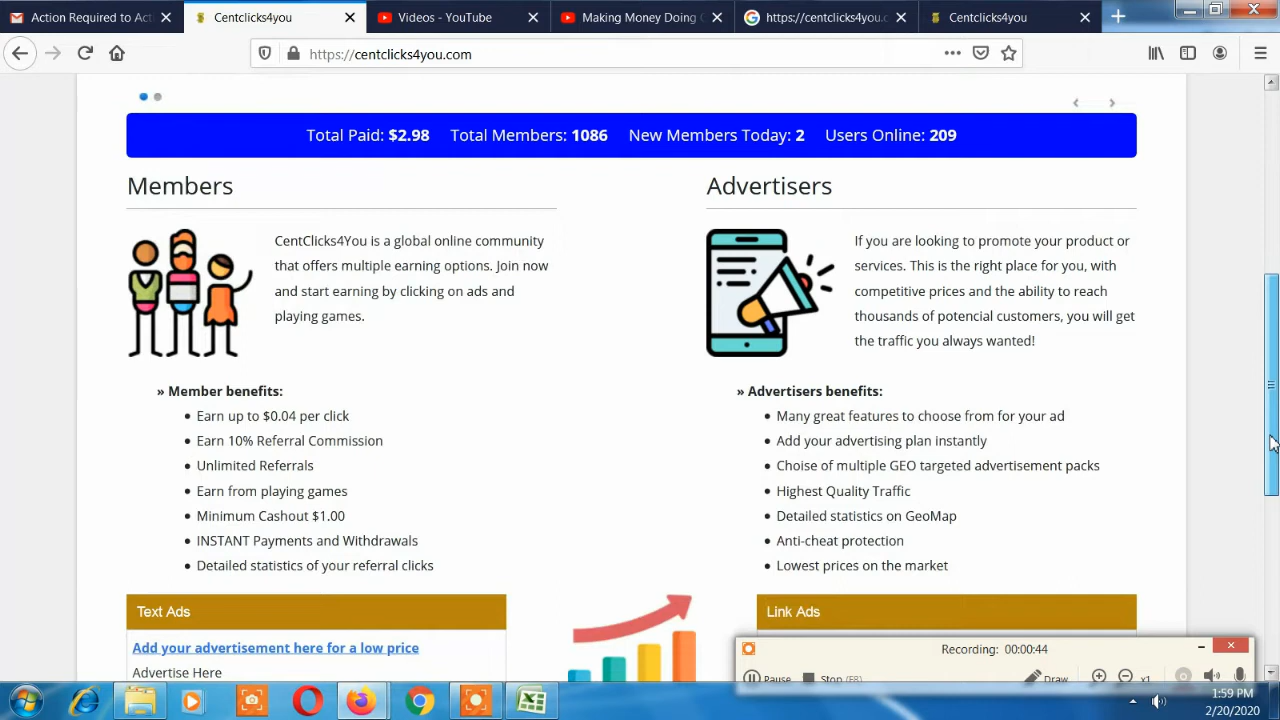 Action Required to Act
Centclicks4you
Videos - YouTube
Making Money Doing
https://centclicks4you.c
Centclicks4you
https://centclicks4you.com
Total Paid: $2.98 Total Members: 1086 New Members Today: 2 Users Online: 209
Members
CentClicks4You is a global online community
that offers multiple earning options. Join now
and start earning by clicking on ads and
playing games.
» Member benefits:
Earn up to $0.04 per click
Earn 10% Referral Commission
Unlimited Referrals
Earn from playing games
Minimum Cashout $1.00
INSTANT Payments and Withdrawals
Detailed statistics of your referral clicks
Advertisers
If you are looking to promote your product or
services. This is the right place for you, with
competitive prices and the ability to reach
thousands of potencial customers, you will get
the traffic you always wanted!
» Advertisers benefits:
Many great features to choose from for your ad
Add your advertising plan instantly
Choise of multiple GEO targeted advertisement packs
Highest Quality Traffic
Detailed statistics on GeoMap
Anti-cheat protection
Lowest prices on the market
Text Ads
Add your advertisement here for a low price
Advertise Here
Link Ads
Recording: 00:00:44
Pause Stop (F8) Draw x1
1:59 PM
2/20/2020